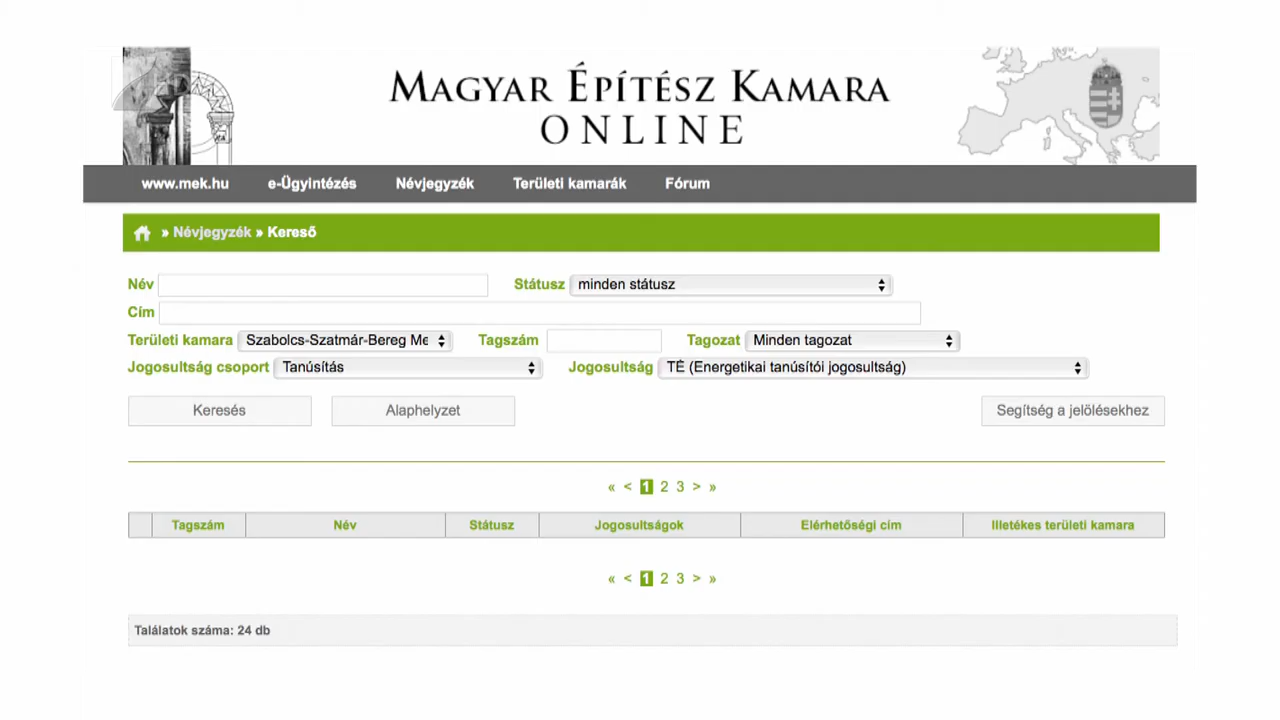 MAGYAR ÉPÍTÉSZ KAMARA
ONLINE
www.mek.hu e-Ügyintézés Névjegyzék Területi kamarák Fórum
» Névjegyzék » Kereső
Név Státusz minden státusz
Cím
Területi kamara Szabolcs-Szatmár-Bereg Me Tagszám Tagozat Minden tagozat
Jogosultság csoport Tanúsítás Jogosultság TÉ (Energetikai tanúsítói jogosultság)
Keresés Alaphelyzet Segítség a jelölésekhez
« < 1 2 3 > »
Tagszám Név Státusz Jogosultságok Elérhetőségi cím Illetékes területi kamara
« < 1 2 3 > »
Találatok száma: 24 db